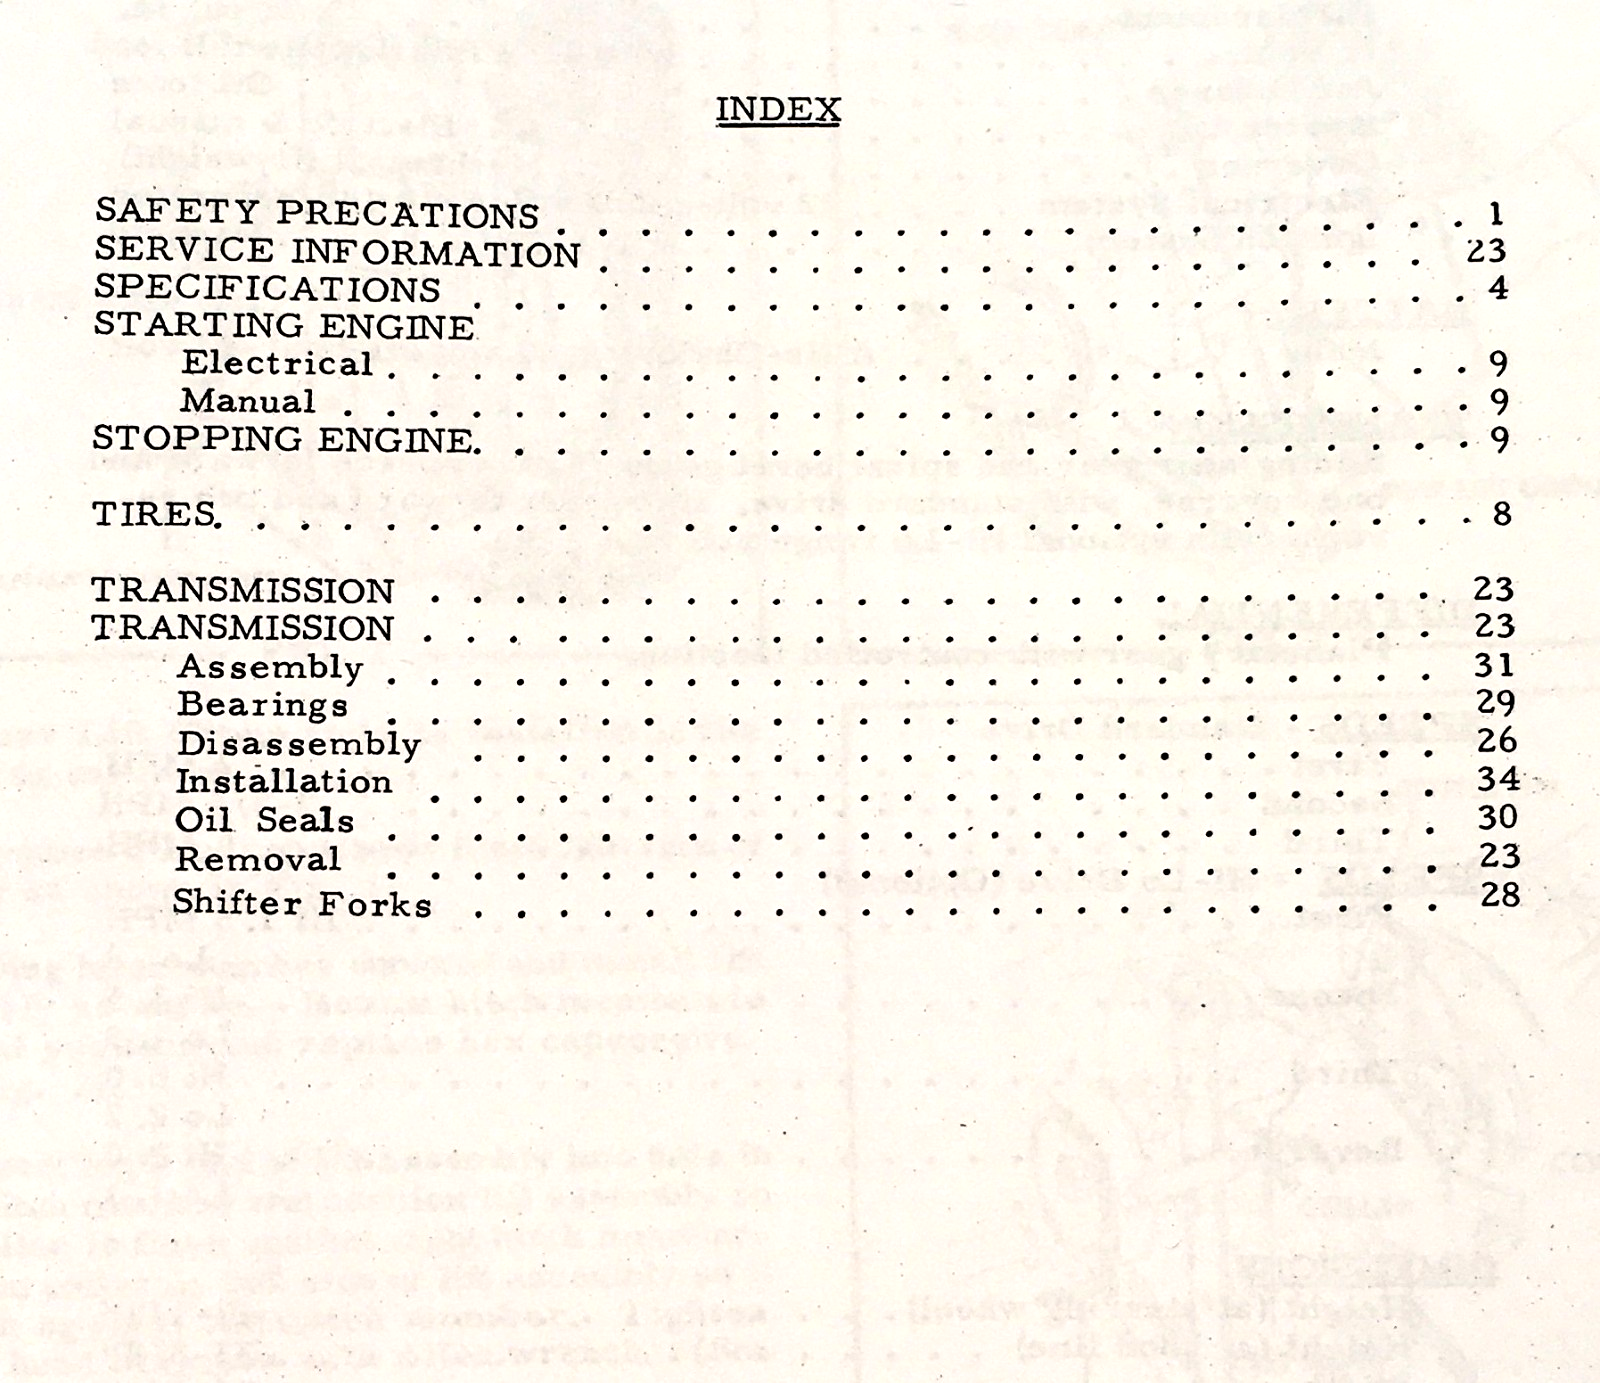 INDEX
SAFETY PRECATIONS . . . . . . . . . . . . . . . . . . . . . . 1
SERVICE INFORMATION . . . . . . . . . . . . . . . . . . . . 23
SPECIFICATIONS . . . . . . . . . . . . . . . . . . . . . . . . 4
STARTING ENGINE
Electrical . . . . . . . . . . . . . . . . . . . . . . . . . . 9
Manual . . . . . . . . . . . . . . . . . . . . . . . . . . . 9
STOPPING ENGINE. . . . . . . . . . . . . . . . . . . . . . . . 9
TIRES. . . . . . . . . . . . . . . . . . . . . . . . . . . . . . 8
TRANSMISSION . . . . . . . . . . . . . . . . . . . . . . . . 23
TRANSMISSION . . . . . . . . . . . . . . . . . . . . . . . . 23
Assembly . . . . . . . . . . . . . . . . . . . . . . . . . 31
Bearings . . . . . . . . . . . . . . . . . . . . . . . . . 29
Disassembly . . . . . . . . . . . . . . . . . . . . . . . 26
Installation . . . . . . . . . . . . . . . . . . . . . . . . 34
Oil Seals . . . . . . . . . . . . . . . . . . . . . . . . . 30
Removal . . . . . . . . . . . . . . . . . . . . . . . . . 23
Shifter Forks . . . . . . . . . . . . . . . . . . . . . . . 28